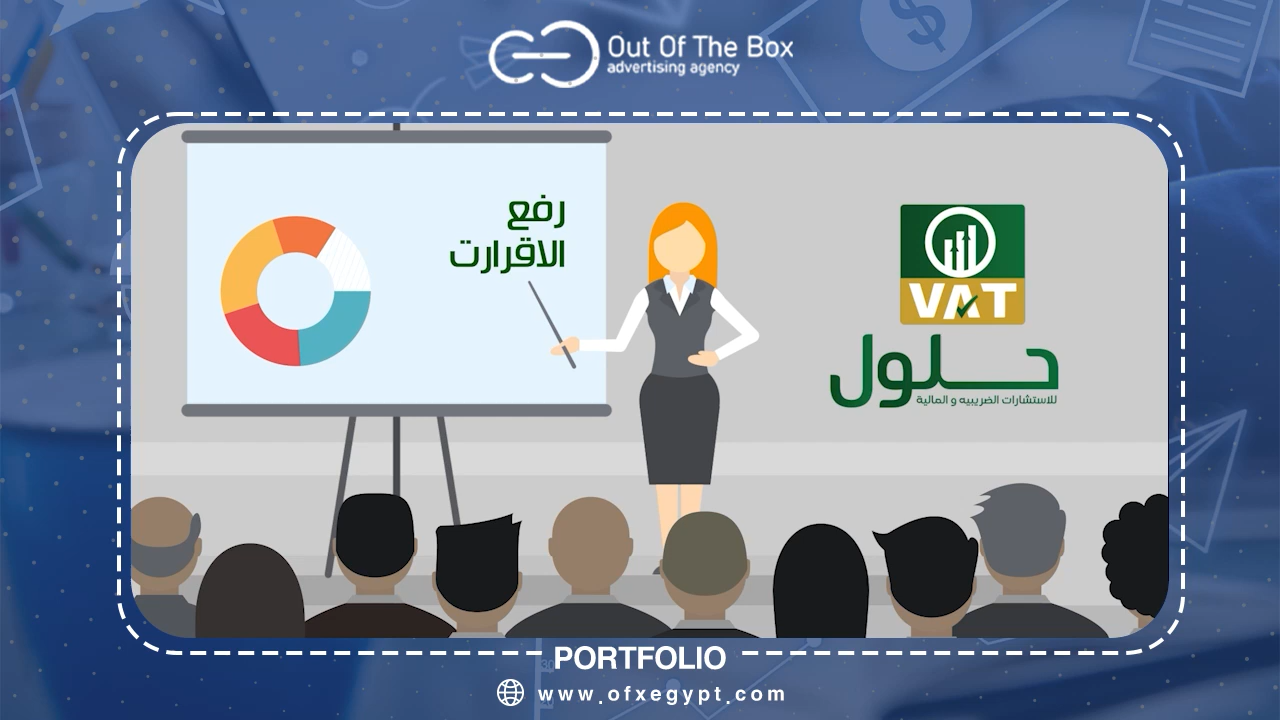 Out Of The Box
advertising agency
رفع
الاقرارت
VAT
حلول
للاستشارات الضريبيه و المالية
PORTFOLIO
www.ofxegypt.com